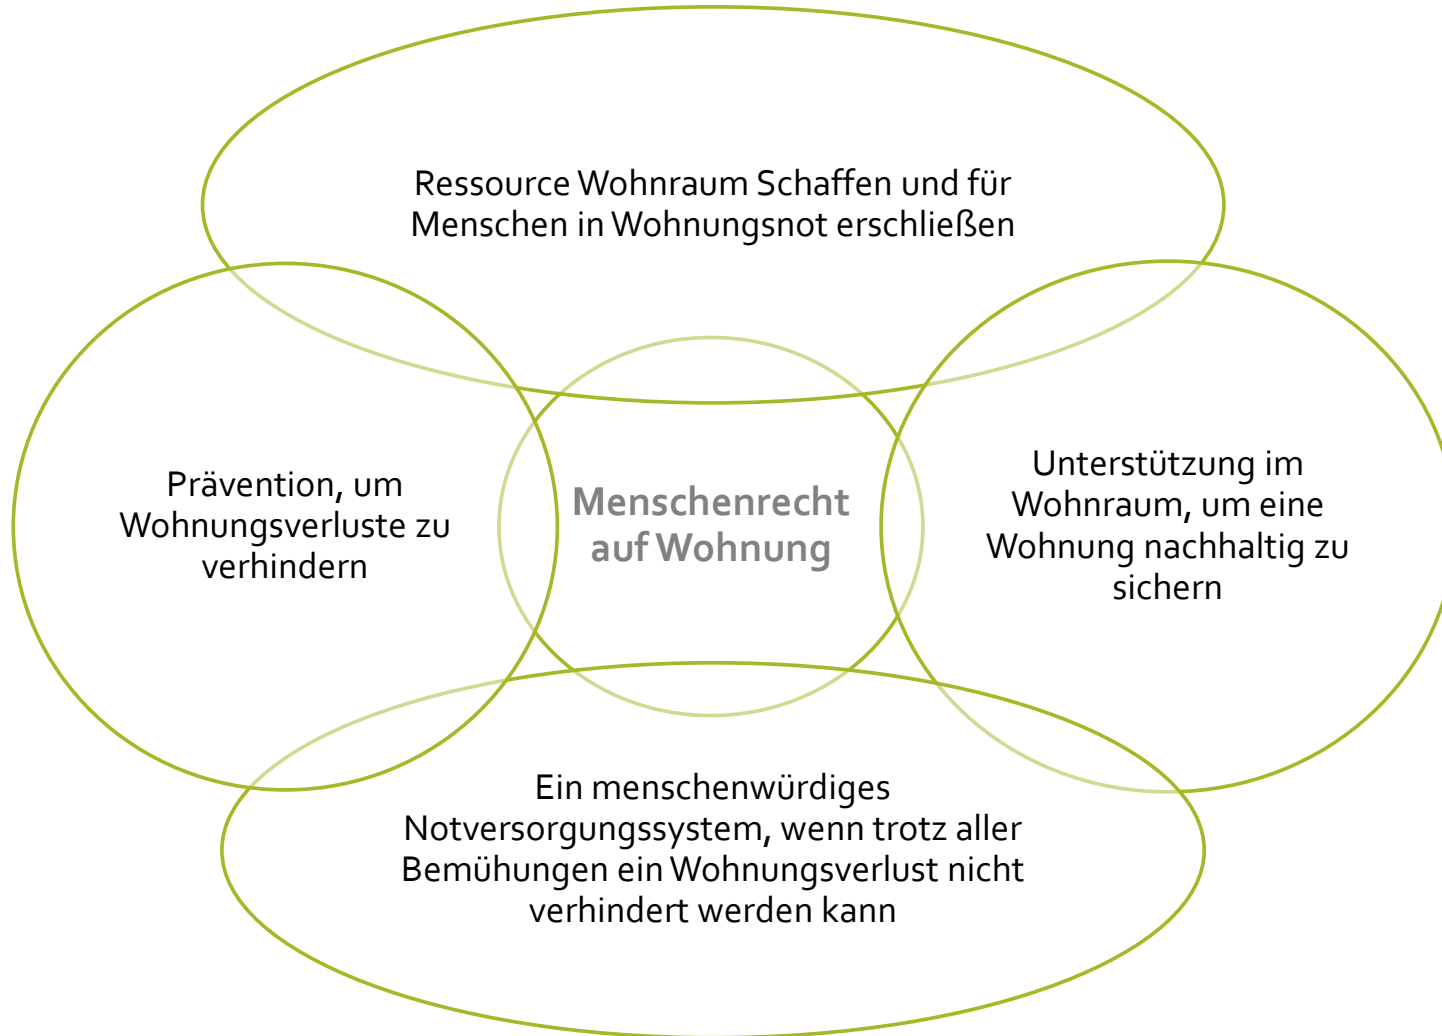 Ressource Wohnraum Schaffen und für
Menschen in Wohnungsnot erschließen
Prävention, um
Wohnungsverluste zu
verhindern
Menschenrecht
auf Wohnung
Unterstützung im
Wohnraum, um eine
Wohnung nachhaltig zu
sichern
Ein menschenwürdiges
Notversorgungssystem, wenn trotz aller
Bemühungen ein Wohnungsverlust nicht
verhindert werden kann